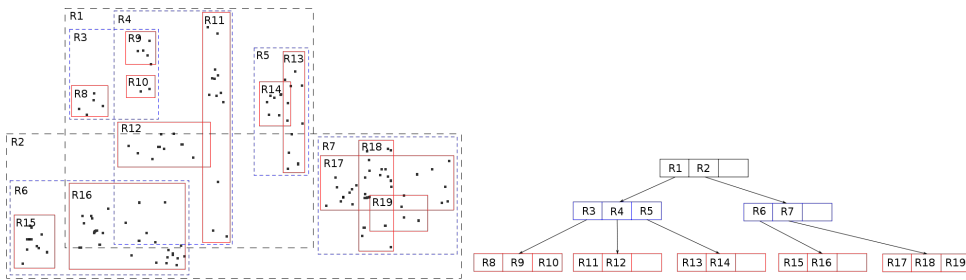 R1
R4
R11
R3
R9
R5
R13
R10
R8
R14
R12
R2
R7
R18
R17
R6
R16
R19
R15
R1 R2
R3 R4 R5
R6 R7
R8 R9 R10
R11 R12
R13 R14
R15 R16
R17 R18 R19